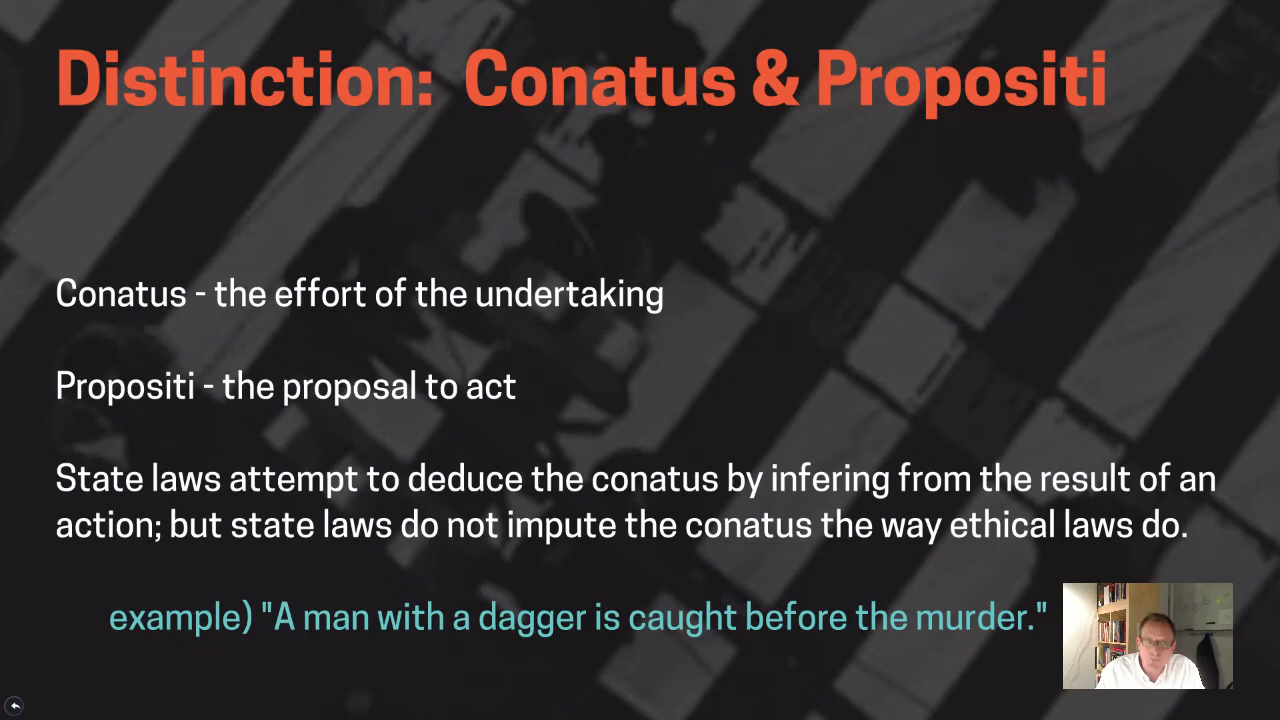 Distinction: Conatus & Propositi
Conatus - the effort of the undertaking
Propositi - the proposal to act
State laws attempt to deduce the conatus by infering from the result of an
action; but state laws do not impute the conatus the way ethical laws do.
example) "A man with a dagger is caught before the murder."